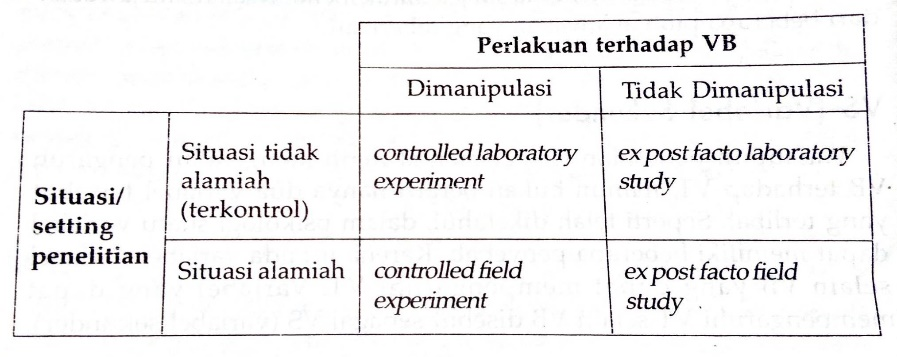 Perlakuan terhadap VB
Dimanipulasi
Tidak Dimanipulasi
Situasi/
setting
penelitian
Situasi tidak
alamiah
(terkontrol)
controlled laboratory
experiment
ex post facto laboratory
study
Situasi alamiah
controlled field
experiment
ex post facto field
study